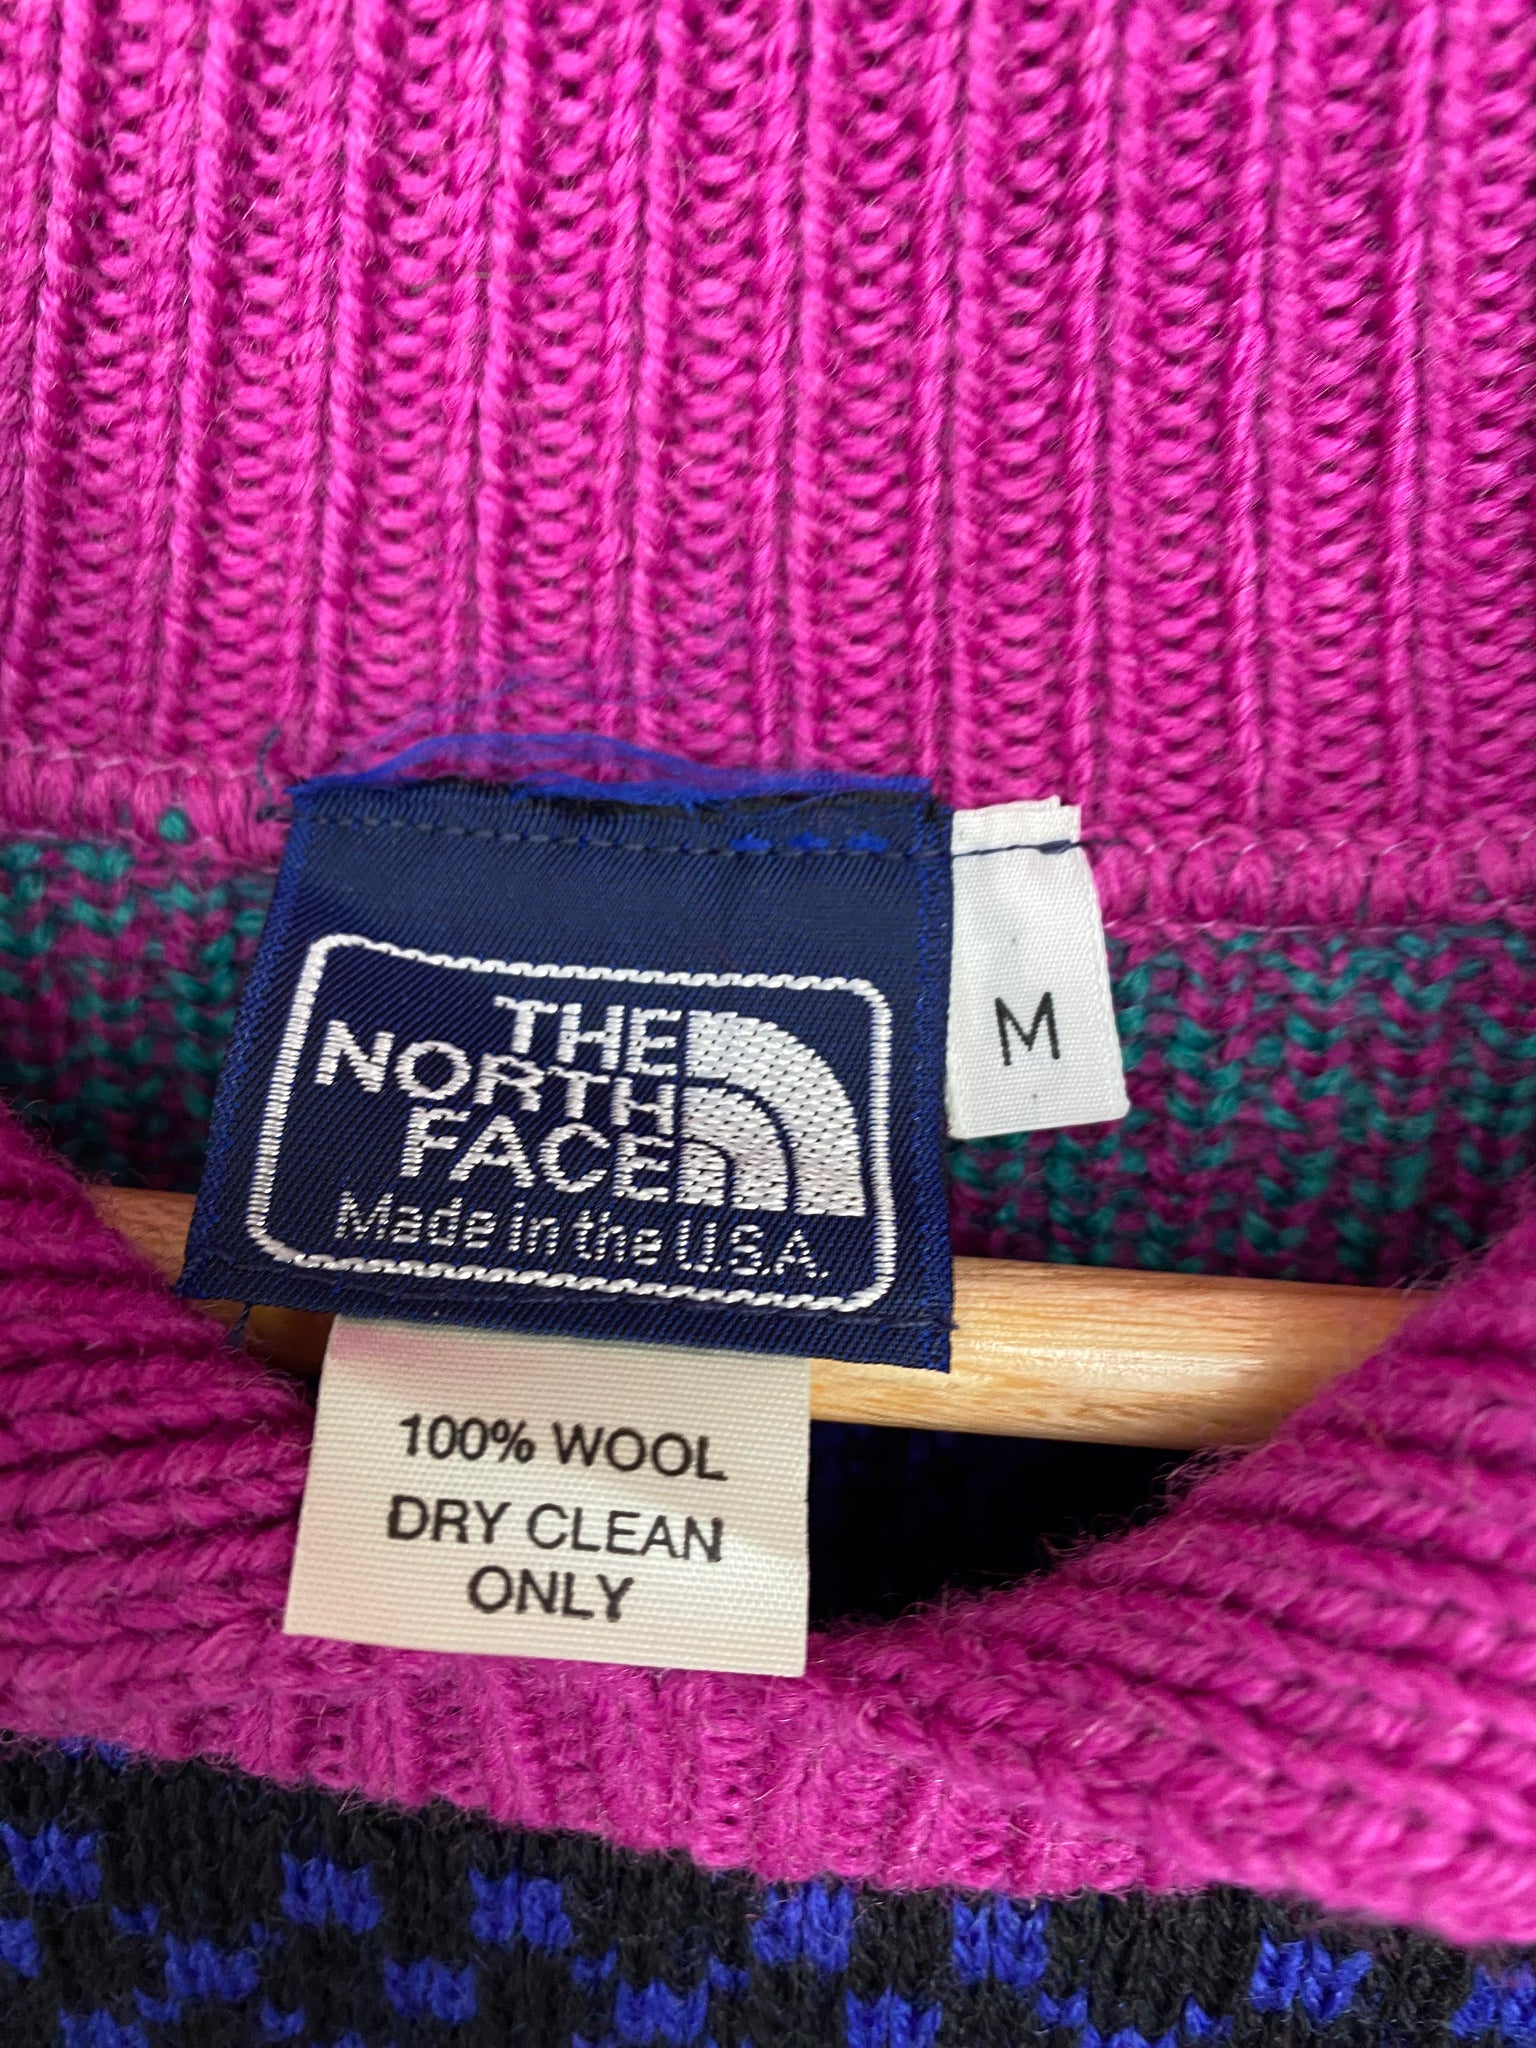 THE
NORTH
FACE
Made in the U.S.A.
M
100% WOOL
DRY CLEAN
ONLY